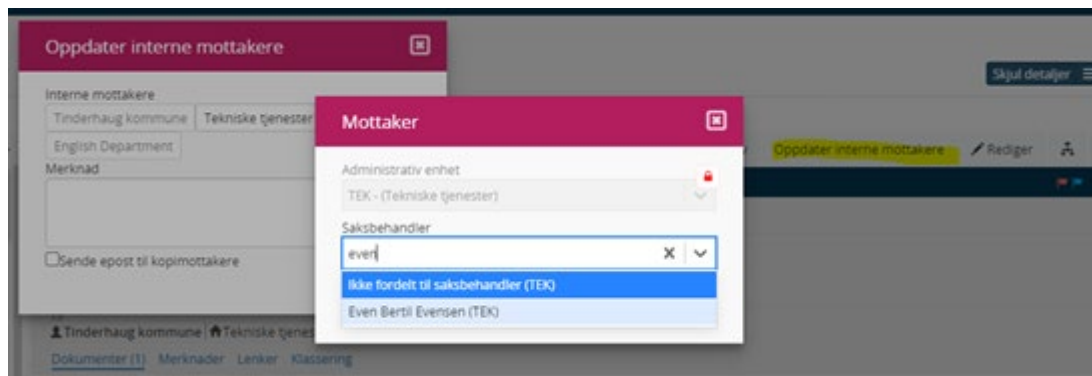 Oppdater interne mottakere
Skjul detaljer
Interne mottakere
Tinderhaug kommune Tekniske tjenester
English Department
Merknad
Sende epost til kopimottakere
Mottaker
Administrativ enhet
TEK - (Tekniske tjenester)
Saksbehandler
even
Ikke fordelt til saksbehandler (TEK)
Even Bertil Evensen (TEK)
Oppdater interne mottakere Rediger
Tinderhaug kommune Tekniske tjenes
Dokumenter (1) Merknader Lenker Klassering